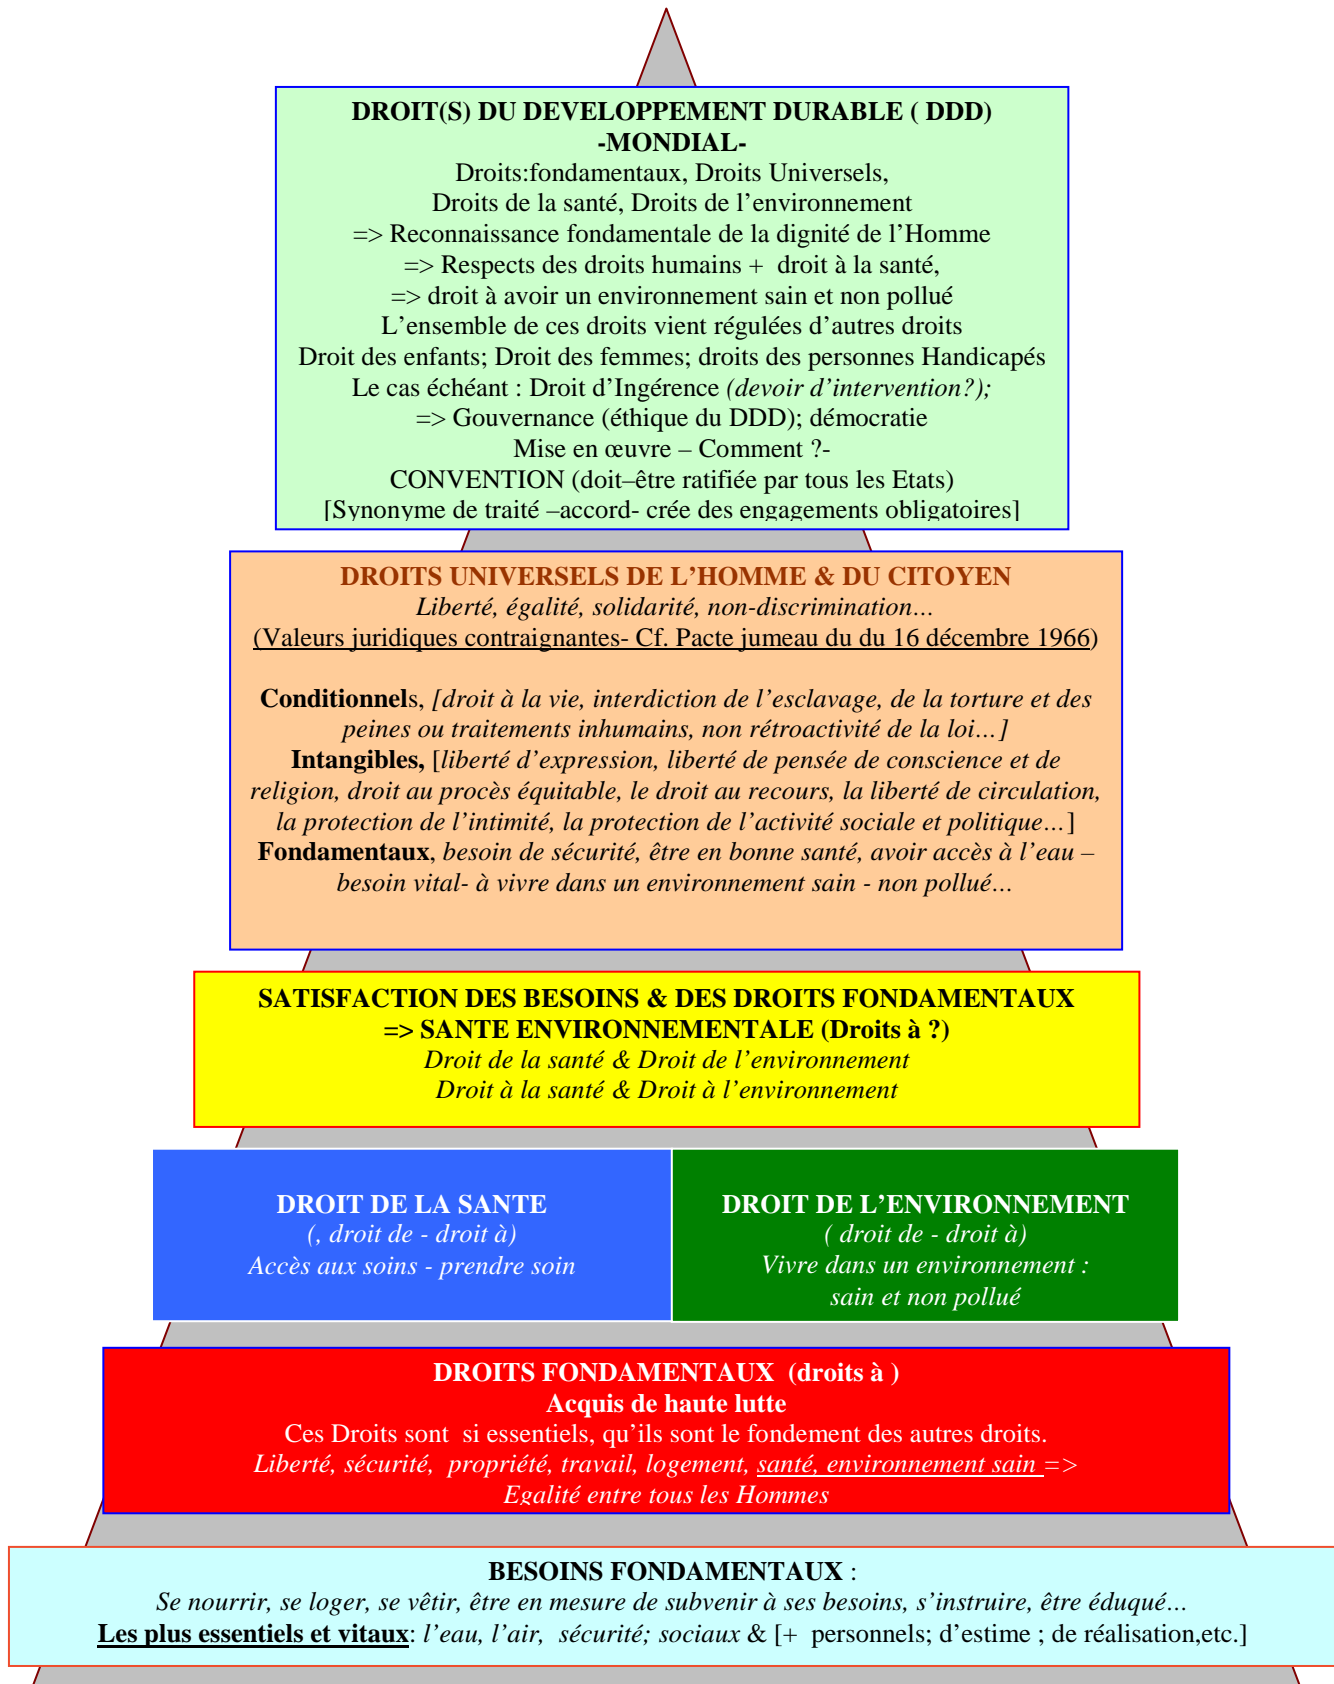 DROIT(S) DU DEVELOPPEMENT DURABLE ( DDD)
-MONDIAL-
Droits:fondamentaux, Droits Universels,
Droits de la santé, Droits de l’environnement
=> Reconnaissance fondamentale de la dignité de l’Homme
=> Respects des droits humains + droit à la santé,
=> droit à avoir un environnement sain et non pollué
L’ensemble de ces droits vient régulées d’autres droits
Droit des enfants; Droit des femmes; droits des personnes Handicapés
Le cas échéant : Droit d’Ingérence (devoir d’intervention?);
=> Gouvernance (éthique du DDD); démocratie
Mise en œuvre – Comment ?-
CONVENTION (doit–être ratifiée par tous les Etats)
[Synonyme de traité –accord- crée des engagements obligatoires]
DROITS UNIVERSELS DE L’HOMME & DU CITOYEN
Liberté, égalité, solidarité, non-discrimination…
(Valeurs juridiques contraignantes- Cf. Pacte jumeau du du 16 décembre 1966)
Conditionnels, [droit à la vie, interdiction de l’esclavage, de la torture et des
peines ou traitements inhumains, non rétroactivité de la loi…]
Intangibles, [liberté d’expression, liberté de pensée de conscience et de
religion, droit au procès équitable, le droit au recours, la liberté de circulation,
la protection de l’intimité, la protection de l’activité sociale et politique…]
Fondamentaux, besoin de sécurité, être en bonne santé, avoir accès à l’eau –
besoin vital- à vivre dans un environnement sain - non pollué…
SATISFACTION DES BESOINS & DES DROITS FONDAMENTAUX
=> SANTE ENVIRONNEMENTALE (Droits à ?)
Droit de la santé & Droit de l’environnement
Droit à la santé & Droit à l’environnement
DROIT DE LA SANTE
(, droit de - droit à)
Accès aux soins - prendre soin
DROIT DE L’ENVIRONNEMENT
( droit de - droit à)
Vivre dans un environnement :
sain et non pollué
DROITS FONDAMENTAUX (droits à )
Acquis de haute lutte
Ces Droits sont si essentiels, qu’ils sont le fondement des autres droits.
Liberté, sécurité, propriété, travail, logement, santé, environnement sain =>
Egalité entre tous les Hommes
BESOINS FONDAMENTAUX :
Se nourrir, se loger, se vêtir, être en mesure de subvenir à ses besoins, s’instruire, être éduqué…
Les plus essentiels et vitaux: l’eau, l’air, sécurité; sociaux & [+ personnels; d’estime ; de réalisation,etc.]